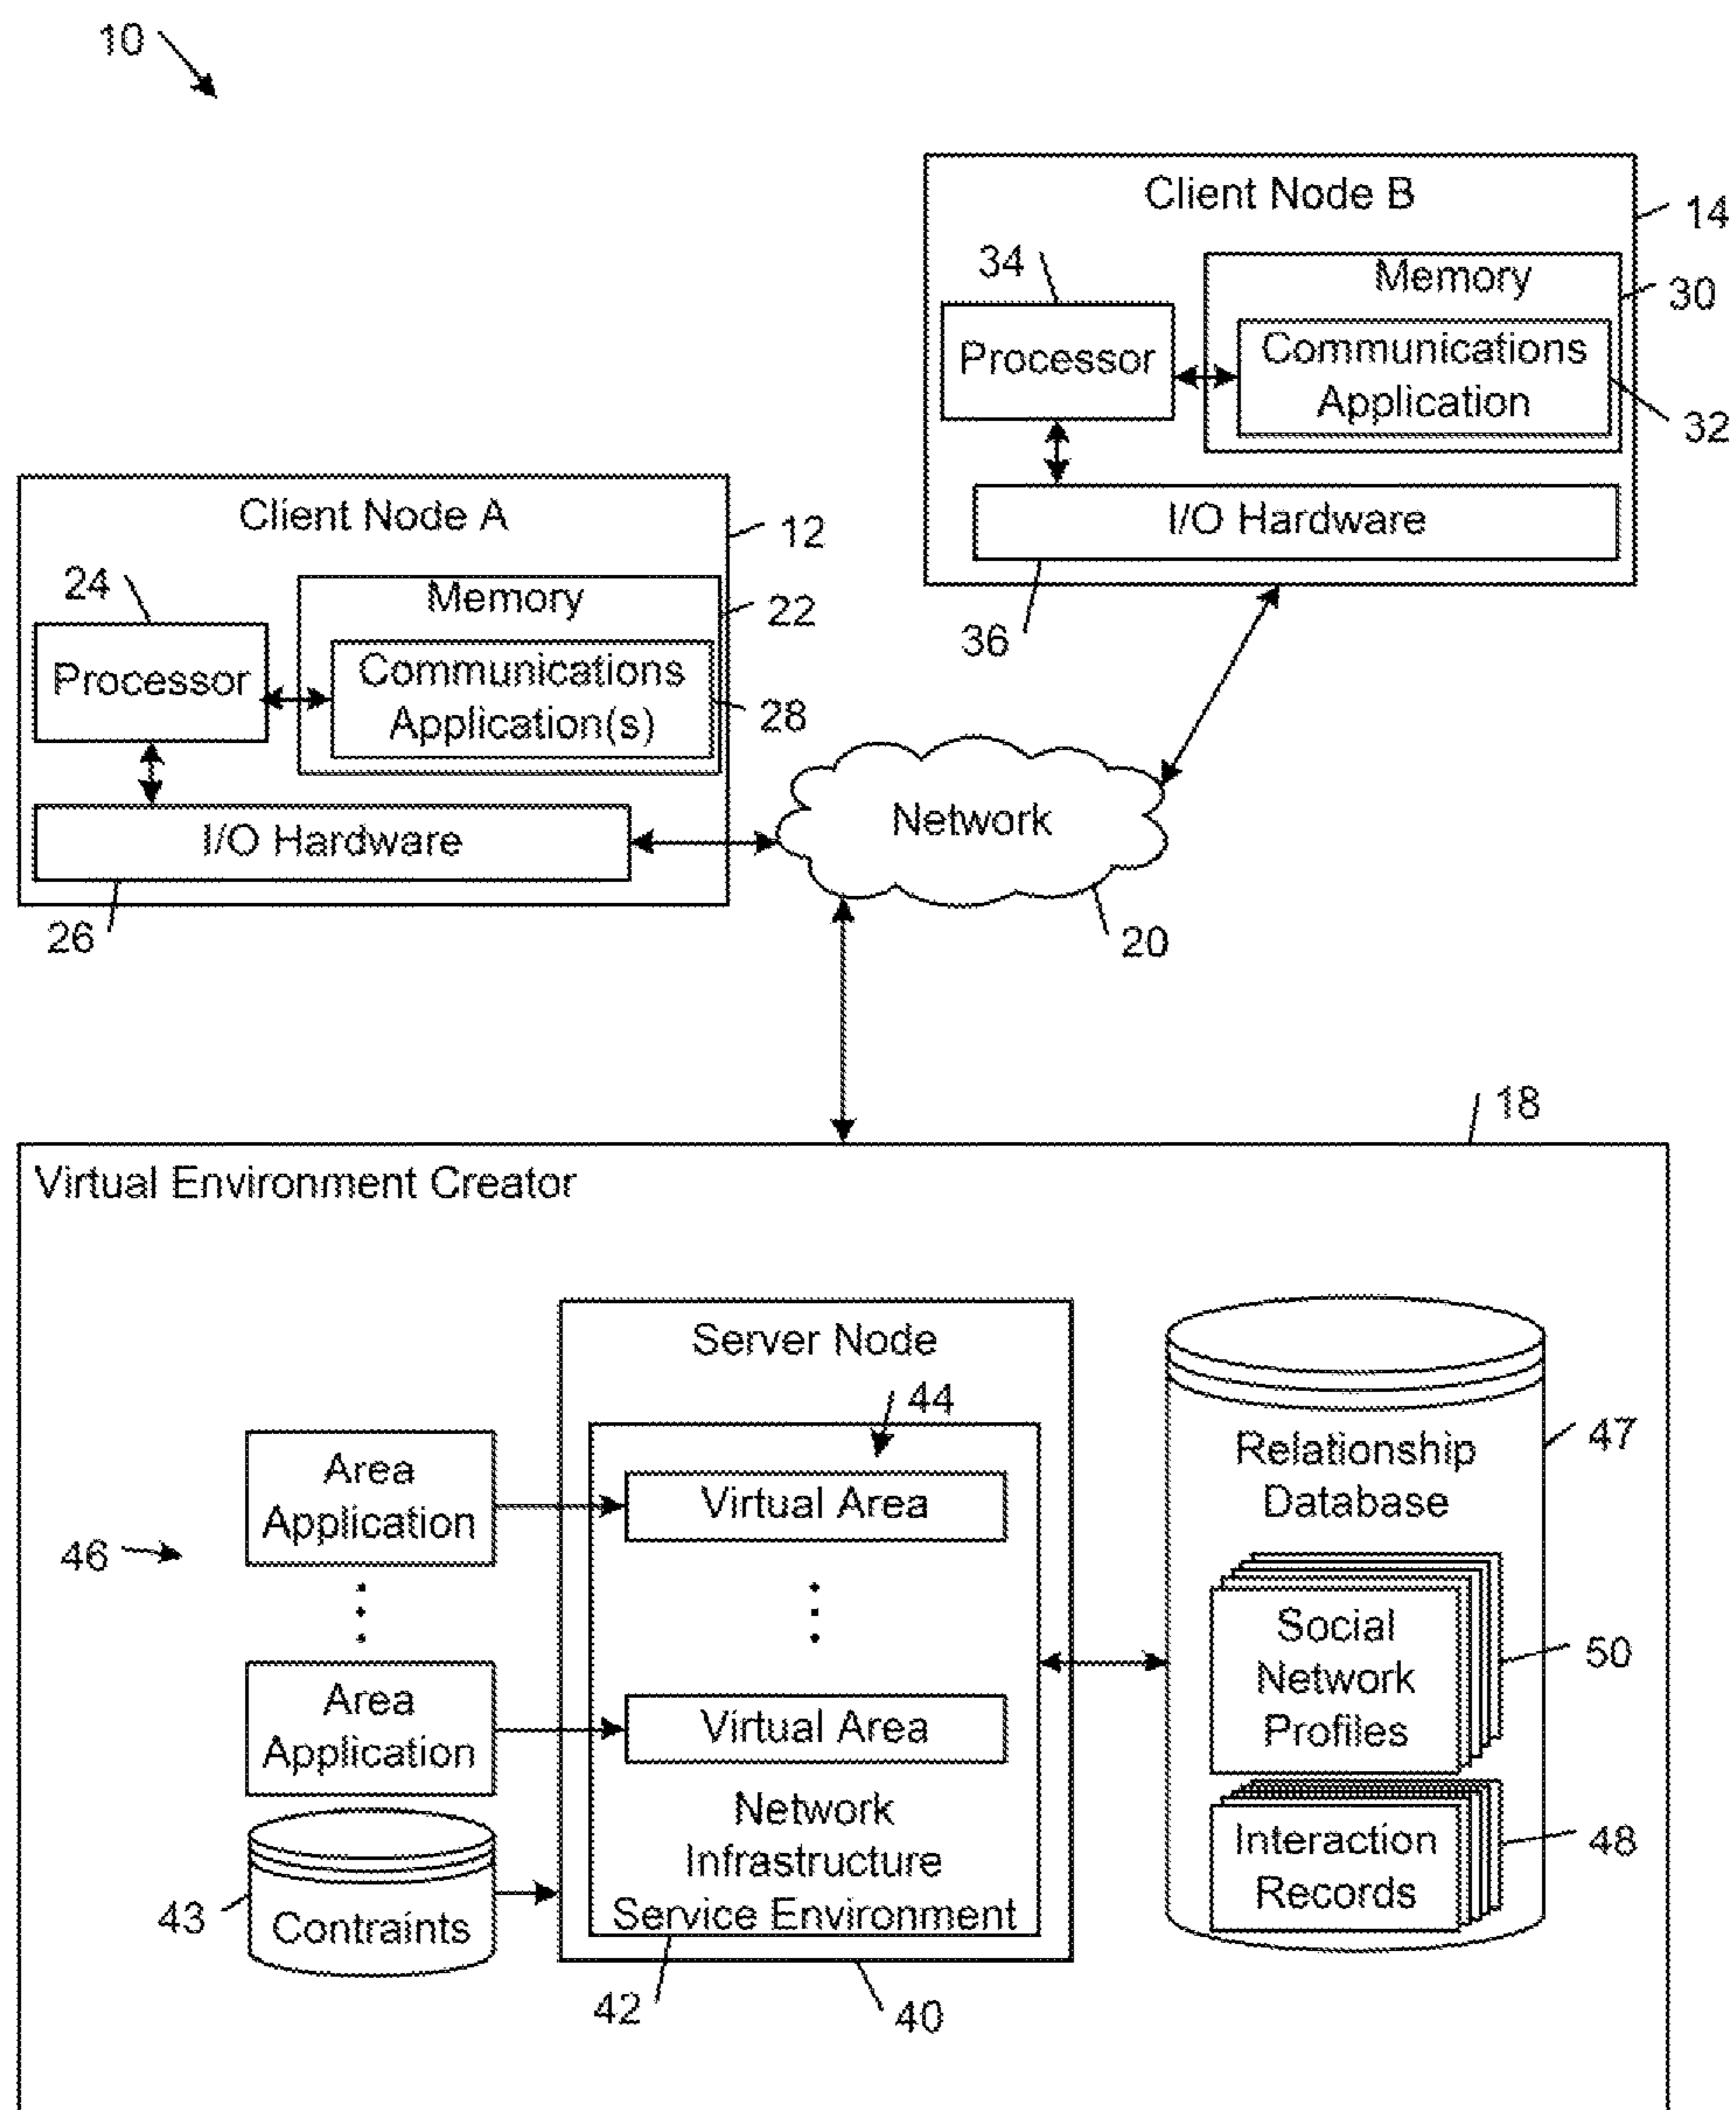 10
Client Node B
14
34
Memory
30
Processor
Communications
Application
32
I/O Hardware
36
Client Node A
12
24
Memory
22
Processor
Communications
Application(s)
28
I/O Hardware
26
Network
20
18
Virtual Environment Creator
Server Node
44
Area
Application
Virtual Area
46
Area
Application
Virtual Area
Network
Infrastructure
Service Environment
43
Contraints
42
40
Relationship
Database
47
Social
Network
Profiles
50
Interaction
Records
48